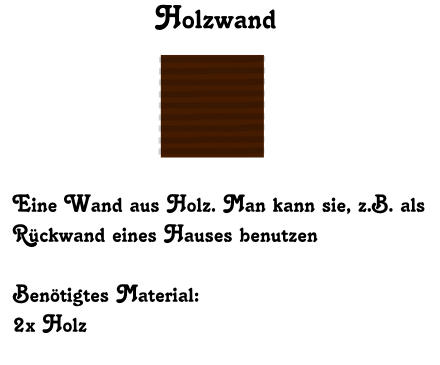 Holzwand
Eine Wand aus Holz. Man kann sie, z.B. als
Rückwand eines Hauses benutzen
Benötigtes Material:
2x Holz